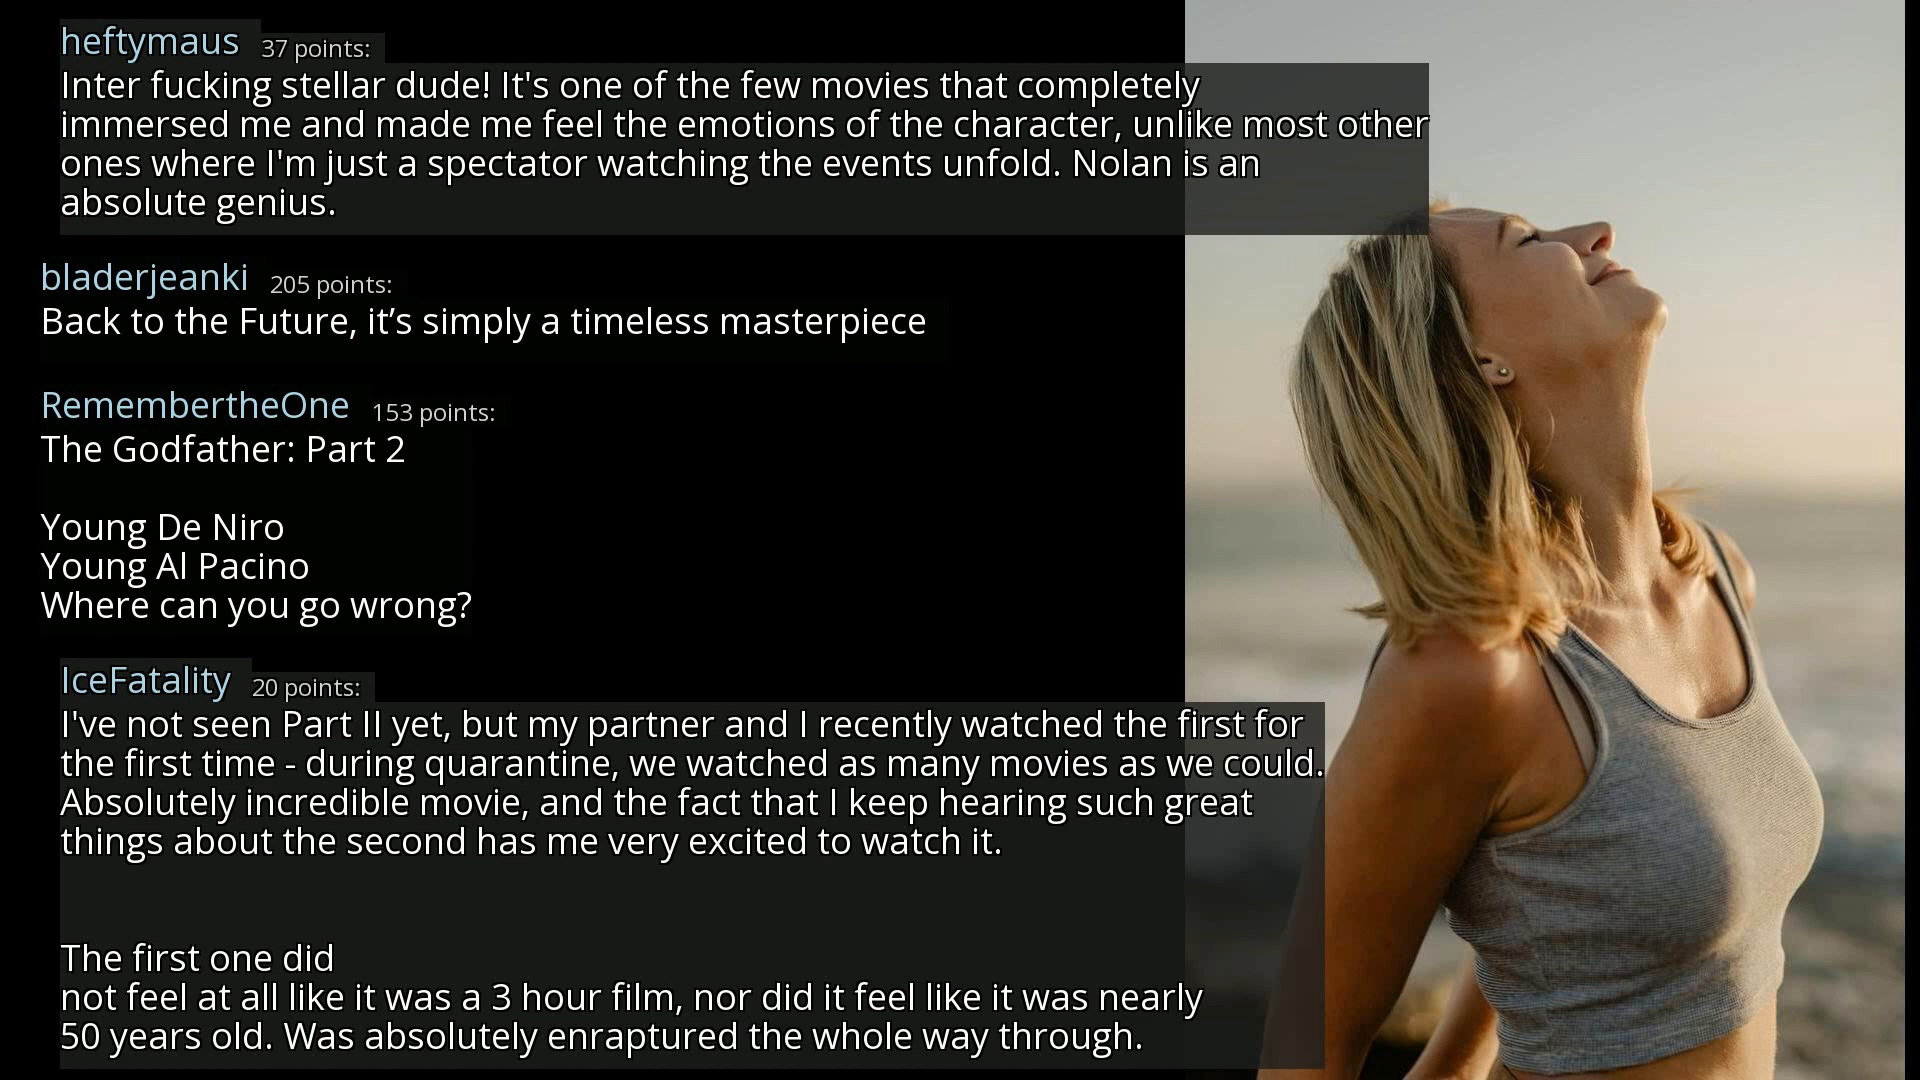 heftymaus 37 points:
Inter fucking stellar dude! It's one of the few movies that completely
immersed me and made me feel the emotions of the character, unlike most other
ones where I'm just a spectator watching the events unfold. Nolan is an
absolute genius.
bladerjeanki 205 points:
Back to the Future, it’s simply a timeless masterpiece
RemembertheOne 153 points:
The Godfather: Part 2
Young De Niro
Young Al Pacino
Where can you go wrong?
IceFatality 20 points:
I've not seen Part II yet, but my partner and I recently watched the first for
the first time - during quarantine, we watched as many movies as we could.
Absolutely incredible movie, and the fact that I keep hearing such great
things about the second has me very excited to watch it.
The first one did
not feel at all like it was a 3 hour film, nor did it feel like it was nearly
50 years old. Was absolutely enraptured the whole way through.